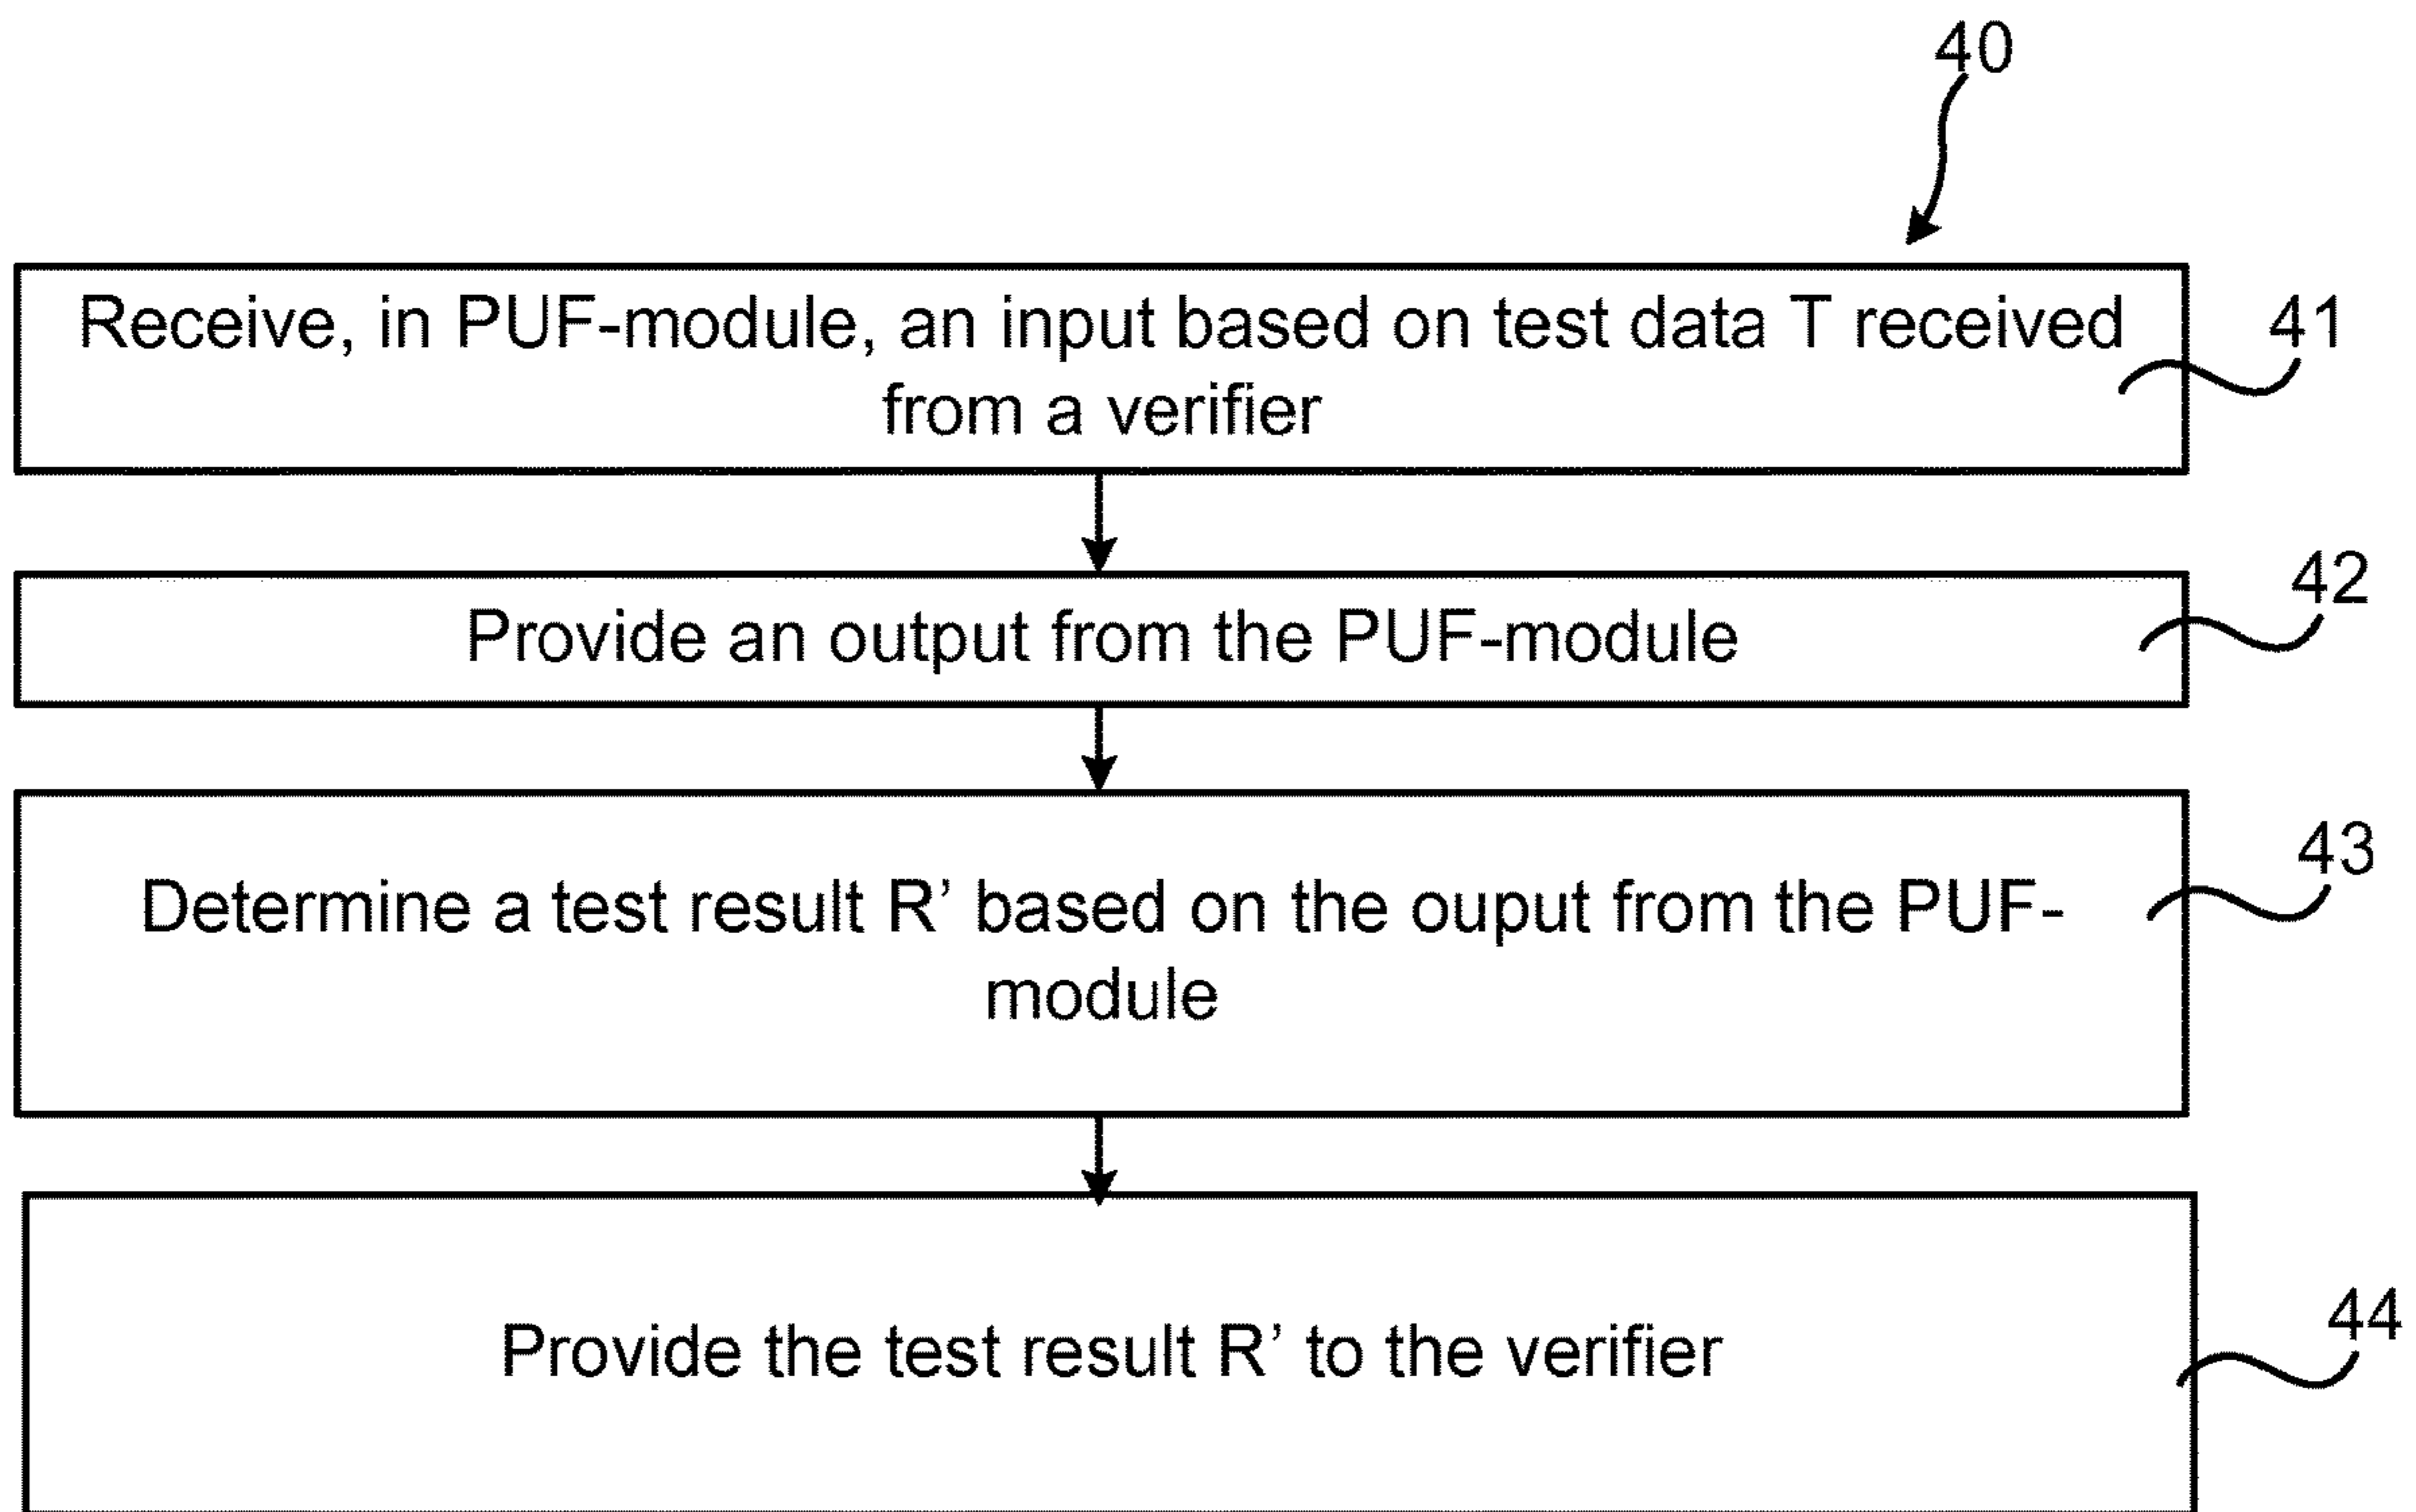 40
Receive, in PUF-module, an input based on test data T received
from a verifier
41
Provide an output from the PUF-module
42
Determine a test result R’ based on the ouput from the PUF-
module
43
Provide the test result R’ to the verifier
44